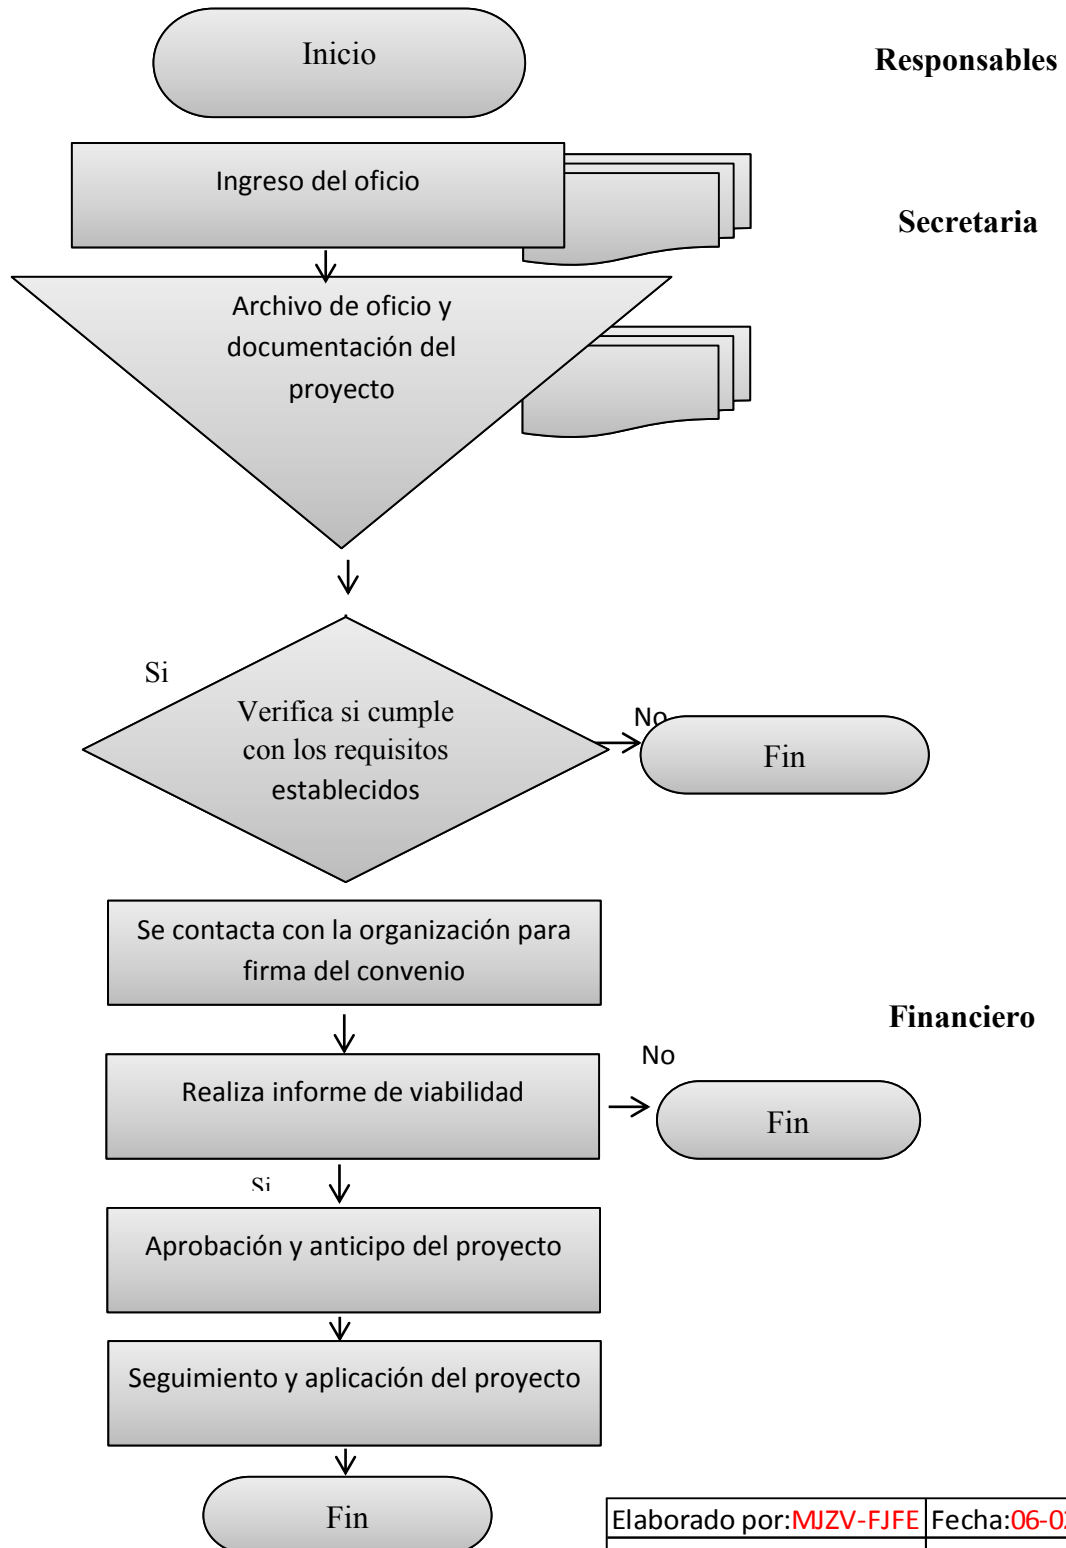 Inicio
Responsables
Ingreso del oficio
Secretaria
Archivo de oficio y
documentación del
proyecto
Si
Verifica si cumple
con los requisitos
establecidos
No
Fin
Se contacta con la organización para
firma del convenio
Financiero
No
Realiza informe de viabilidad
Fin
Si
Aprobación y anticipo del proyecto
Seguimiento y aplicación del proyecto
Fin
Elaborado por:MJZV-FJFE Fecha:06-02